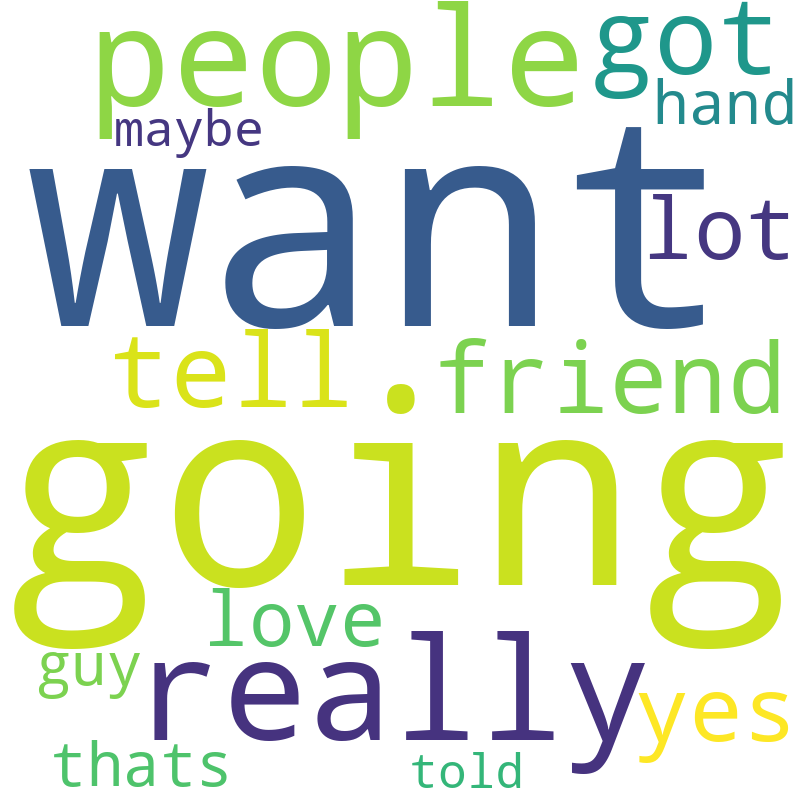 people got
hand
maybe
want
lot
tell friend
going
love
really
guy
yes
thats
told